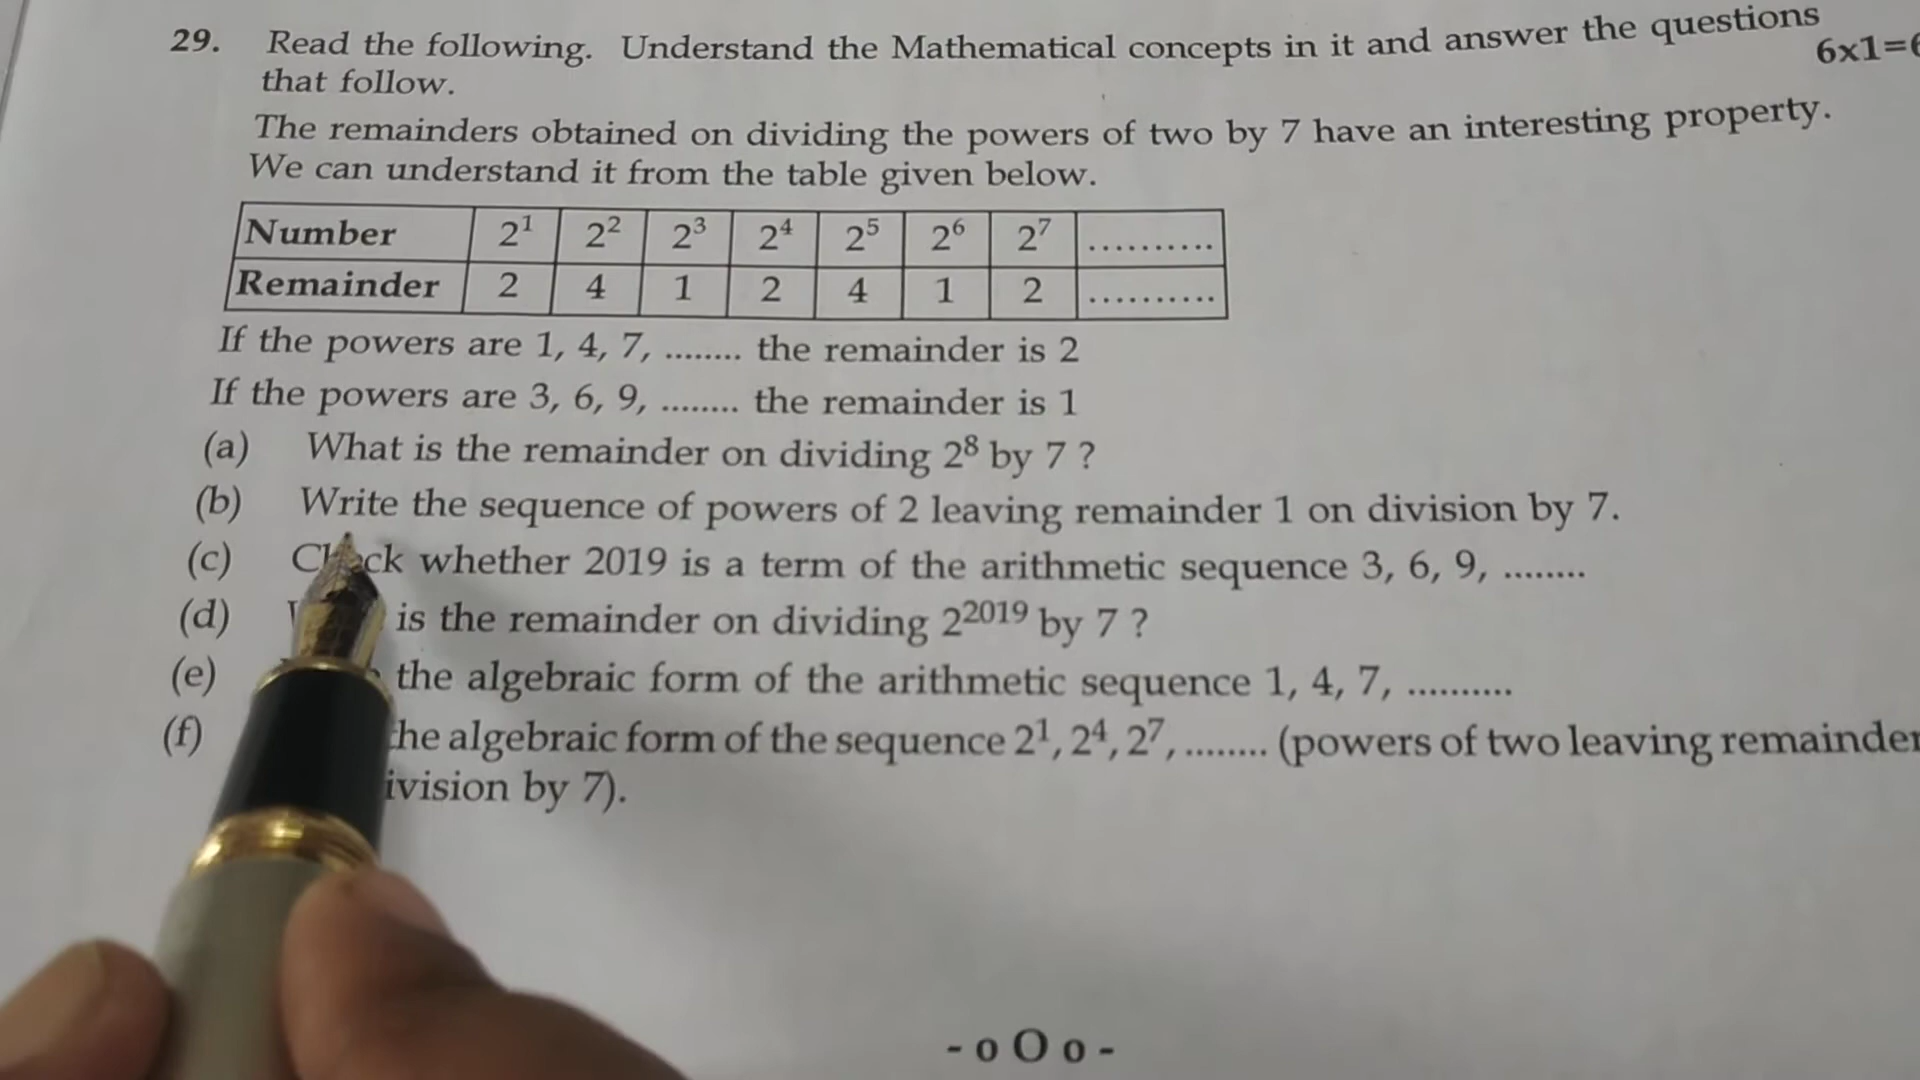 29. Read the following. Understand the Mathematical concepts in it and answer the questions
that follow. 6x1=6
The remainders obtained on dividing the powers of two by 7 have an interesting property.
We can understand it from the table given below.
Number 2¹ 2² 2³ 2⁴ 2⁵ 2⁶ 2⁷ ..........
Remainder 2 4 1 2 4 1 2 ..........
If the powers are 1, 4, 7, ........ the remainder is 2
If the powers are 3, 6, 9, ........ the remainder is 1
(a) What is the remainder on dividing 2⁸ by 7 ?
(b) Write the sequence of powers of 2 leaving remainder 1 on division by 7.
(c) Check whether 2019 is a term of the arithmetic sequence 3, 6, 9, ........
(d) is the remainder on dividing 2²⁰¹⁹ by 7 ?
(e) the algebraic form of the arithmetic sequence 1, 4, 7, ..........
(f) the algebraic form of the sequence 2¹, 2⁴, 2⁷, ........ (powers of two leaving remainder
ivision by 7).
- o O o -